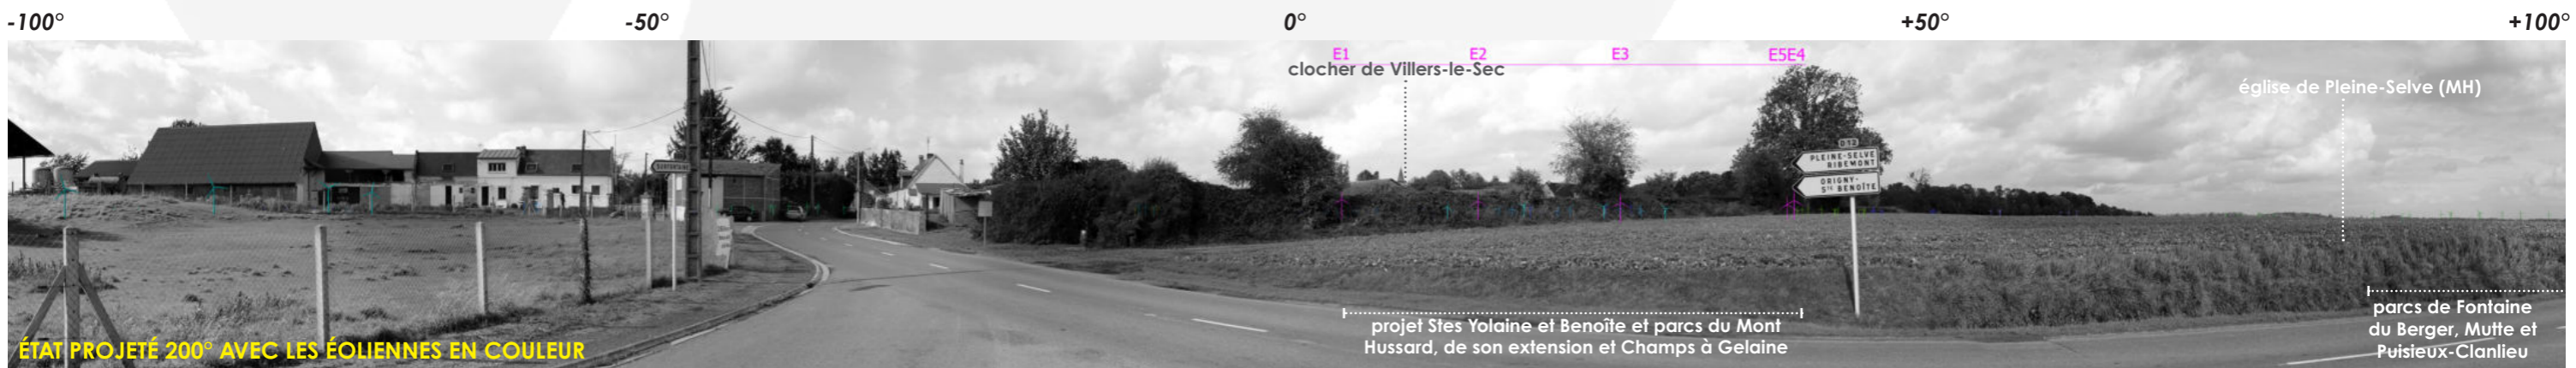 -100°
-50°
0°
+50°
+100°
E1
E2
E3
E5E4
clocher de Villers-le-Sec
église de Pleine-Selve (MH)
D12
PLEINE-SELVE
RIBEMONT
ORIGNY-
STE BENOÎTE
parcs de Fontaine
du Berger, Mutte et
Puisieux-Clanlieu
projet Stes Yolaine et Benoîte et parcs du Mont
Hussard, de son extension et Champs à Gelaine
ÉTAT PROJETÉ 200° AVEC LES ÉOLIENNES EN COULEUR